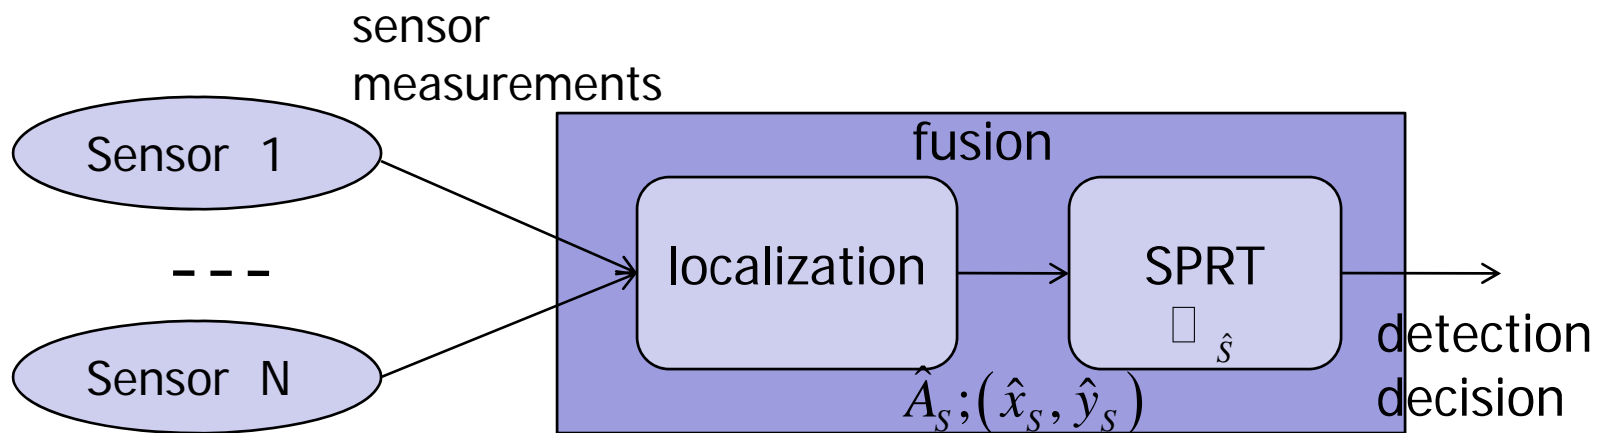 sensor
measurements
fusion
Sensor 1
localization
SPRT
□ ŝ
---
Sensor N
Â_S;(x̂_S, ŷ_S)
detection
decision